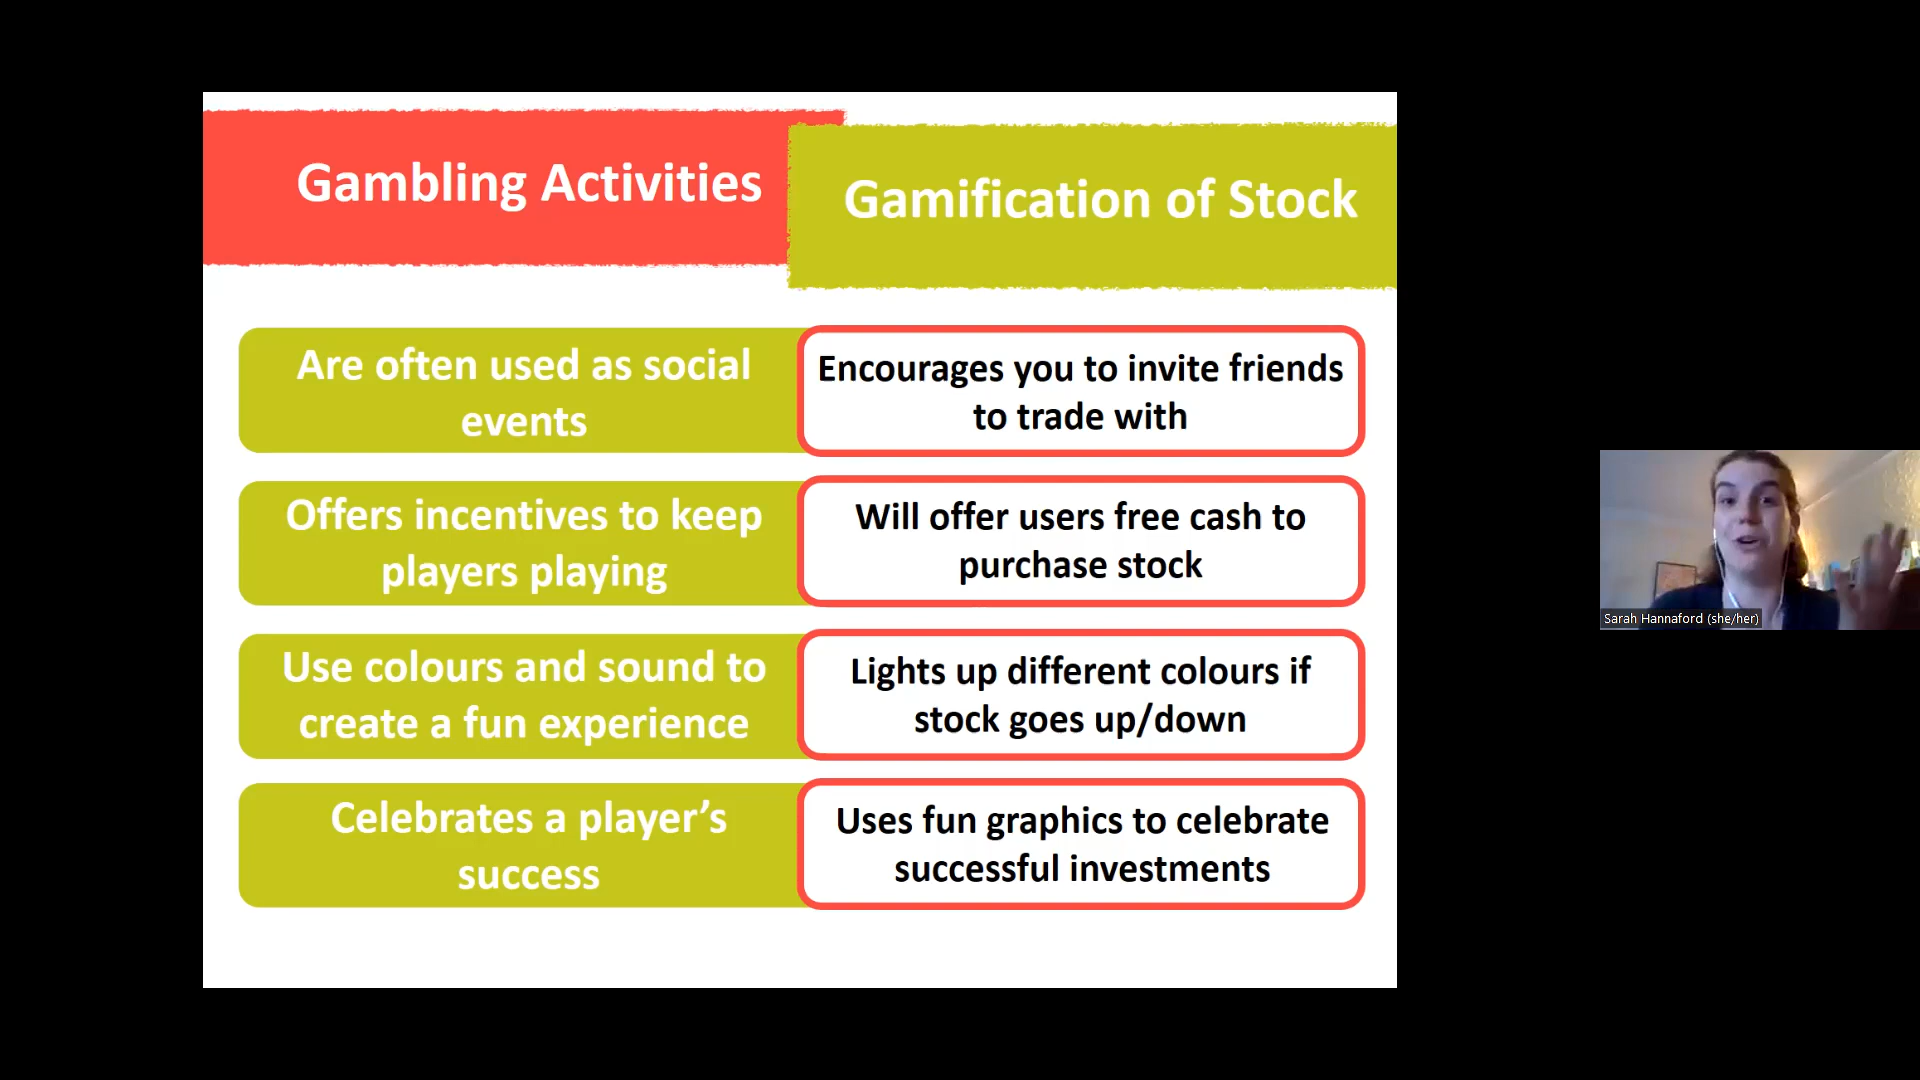 Gambling Activities
Gamification of Stock
Are often used as social
events
Encourages you to invite friends
to trade with
Offers incentives to keep
players playing
Will offer users free cash to
purchase stock
Use colours and sound to
create a fun experience
Lights up different colours if
stock goes up/down
Celebrates a player’s
success
Uses fun graphics to celebrate
successful investments
Sarah Hannaford (she/her)